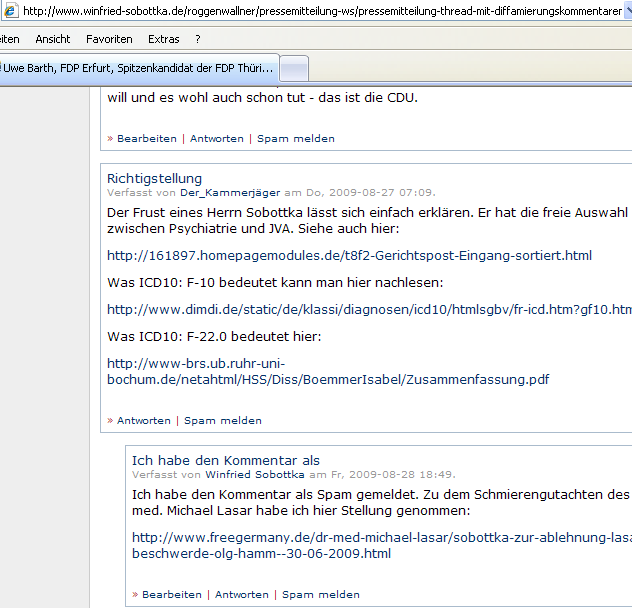 http://www.winfried-sobottka.de/roggenwallner/pressemitteilung-ws/pressemitteilung-thread-mit-diffamierungskommentarer
iten Ansicht Favoriten Extras ?
Uwe Barth, FDP Erfurt, Spitzenkandidat der FDP Thüri...
will und es wohl auch schon tut - das ist die CDU.
» Bearbeiten | Antworten | Spam melden
Richtigstellung
Verfasst von Der_Kammerjäger am Do, 2009-08-27 07:09.
Der Frust eines Herrn Sobottka lässt sich einfach erklären. Er hat die freie Auswahl
zwischen Psychiatrie und JVA. Siehe auch hier:
http://161897.homepagemodules.de/t8f2-Gerichtspost-Eingang-sortiert.html
Was ICD10: F-10 bedeutet kann man hier nachlesen:
http://www.dimdi.de/static/de/klassi/diagnosen/icd10/htmlsgbv/fr-icd.htm?gf10.htm
Was ICD10: F-22.0 bedeutet hier:
http://www-brs.ub.ruhr-uni-
bochum.de/netahtml/HSS/Diss/BoemmerIsabel/Zusammenfassung.pdf
» Antworten | Spam melden
Ich habe den Kommentar als
Verfasst von Winfried Sobottka am Fr, 2009-08-28 18:49.
Ich habe den Kommentar als Spam gemeldet. Zu dem Schmierengutachten des
med. Michael Lasar habe ich hier Stellung genommen:
http://www.freegermany.de/dr-med-michael-lasar/sobottka-zur-ablehnung-lasa
beschwerde-olg-hamm--30-06-2009.html
» Bearbeiten | Antworten | Spam melden